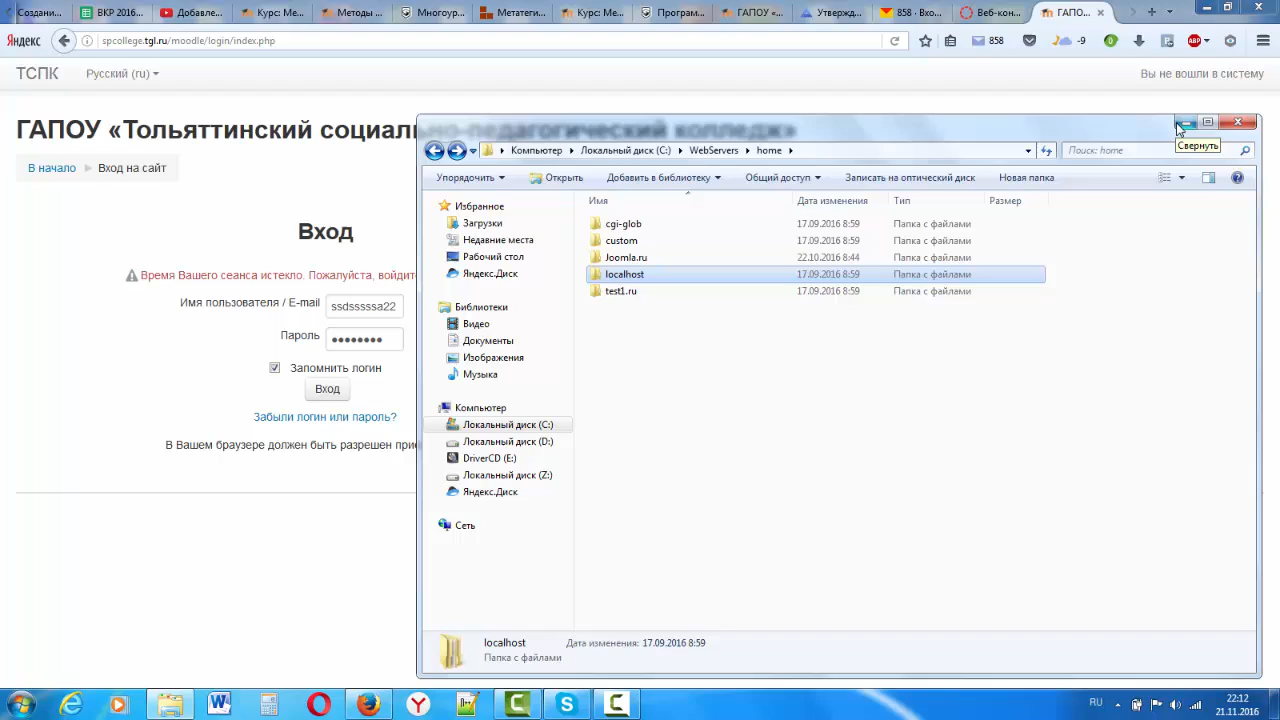 Создани
ВКР 2016...
Добавле...
Курс: Ме...
Методы ...
Многоур...
Метатеги...
Курс: Ме...
Програм...
ГАПОУ «...
Утвержд...
858 · Вхо...
Веб-кон...
ГАПО...
Яндекс
spcollege.tgl.ru/moodle/login/index.php
858
-9
0
ABP
ТСПК
Русский (ru)
Вы не вошли в систему
ГАПОУ «Тольяттинский социально-педагогический колледж»
В начало
Вход на сайт
Вход
Время Вашего сеанса истекло. Пожалуйста, войдите
Имя пользователя / E-mail
ssdsssssa22
Пароль
Запомнить логин
Вход
Забыли логин или пароль?
В Вашем браузере должен быть разрешен
Свернуть
Компьютер
Локальный диск (C:)
WebServers
home
Поиск: home
Упорядочить
Открыть
Добавить в библиотеку
Общий доступ
Записать на оптический диск
Новая папка
Имя
Дата изменения
Тип
Размер
cgi-glob 17.09.2016 8:59 Папка с файлами
custom 17.09.2016 8:59 Папка с файлами
Joomla.ru 22.10.2016 8:44 Папка с файлами
localhost 17.09.2016 8:59 Папка с файлами
test1.ru 17.09.2016 8:59 Папка с файлами
Избранное
Загрузки
Недавние места
Рабочий стол
Яндекс.Диск
Библиотеки
Видео
Документы
Изображения
Музыка
Компьютер
Локальный диск (C:)
Локальный диск (D:)
DriverCD (E:)
Локальный диск (Z:)
Яндекс.Диск
Сеть
localhost
Дата изменения: 17.09.2016 8:59
Папка с файлами
RU
22:12
21.11.2016